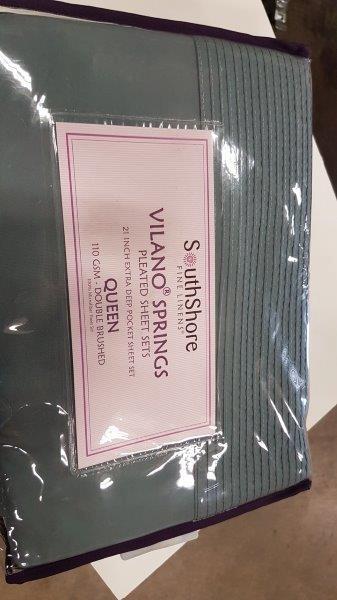 SouthShore
FINE LINENS®
VILANO® SPRINGS
PLEATED SHEET SETS
21 INCH EXTRA DEEP POCKET SHEET SET
QUEEN
110 GSM - DOUBLE BRUSHED